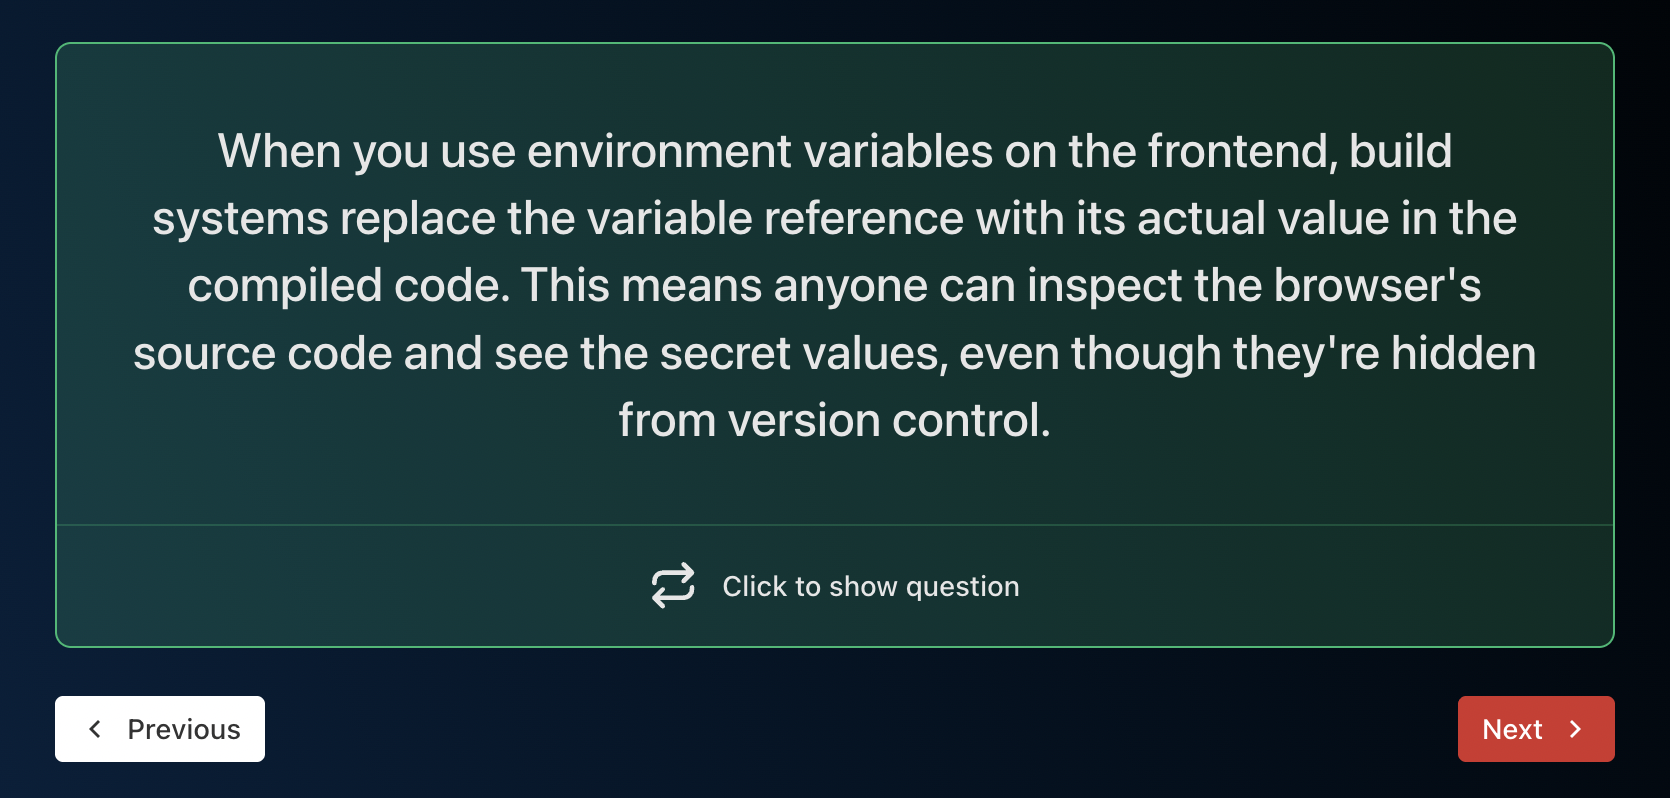 When you use environment variables on the frontend, build
systems replace the variable reference with its actual value in the
compiled code. This means anyone can inspect the browser's
source code and see the secret values, even though they're hidden
from version control.
Click to show question
Previous
Next